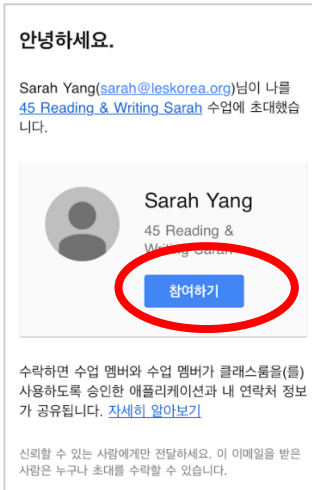 안녕하세요.
Sarah Yang(sarah@leskorea.org)님이 나를
45 Reading & Writing Sarah 수업에 초대했습
니다.
Sarah Yang
45 Reading &
Writing Sarah
참여하기
수락하면 수업 멤버와 수업 멤버가 클래스룸을(를)
사용하도록 승인한 애플리케이션과 내 연락처 정보
가 공유됩니다. 자세히 알아보기
신뢰할 수 있는 사람에게만 전달하세요. 이 이메일을 받은
사람은 누구나 초대를 수락할 수 있습니다.